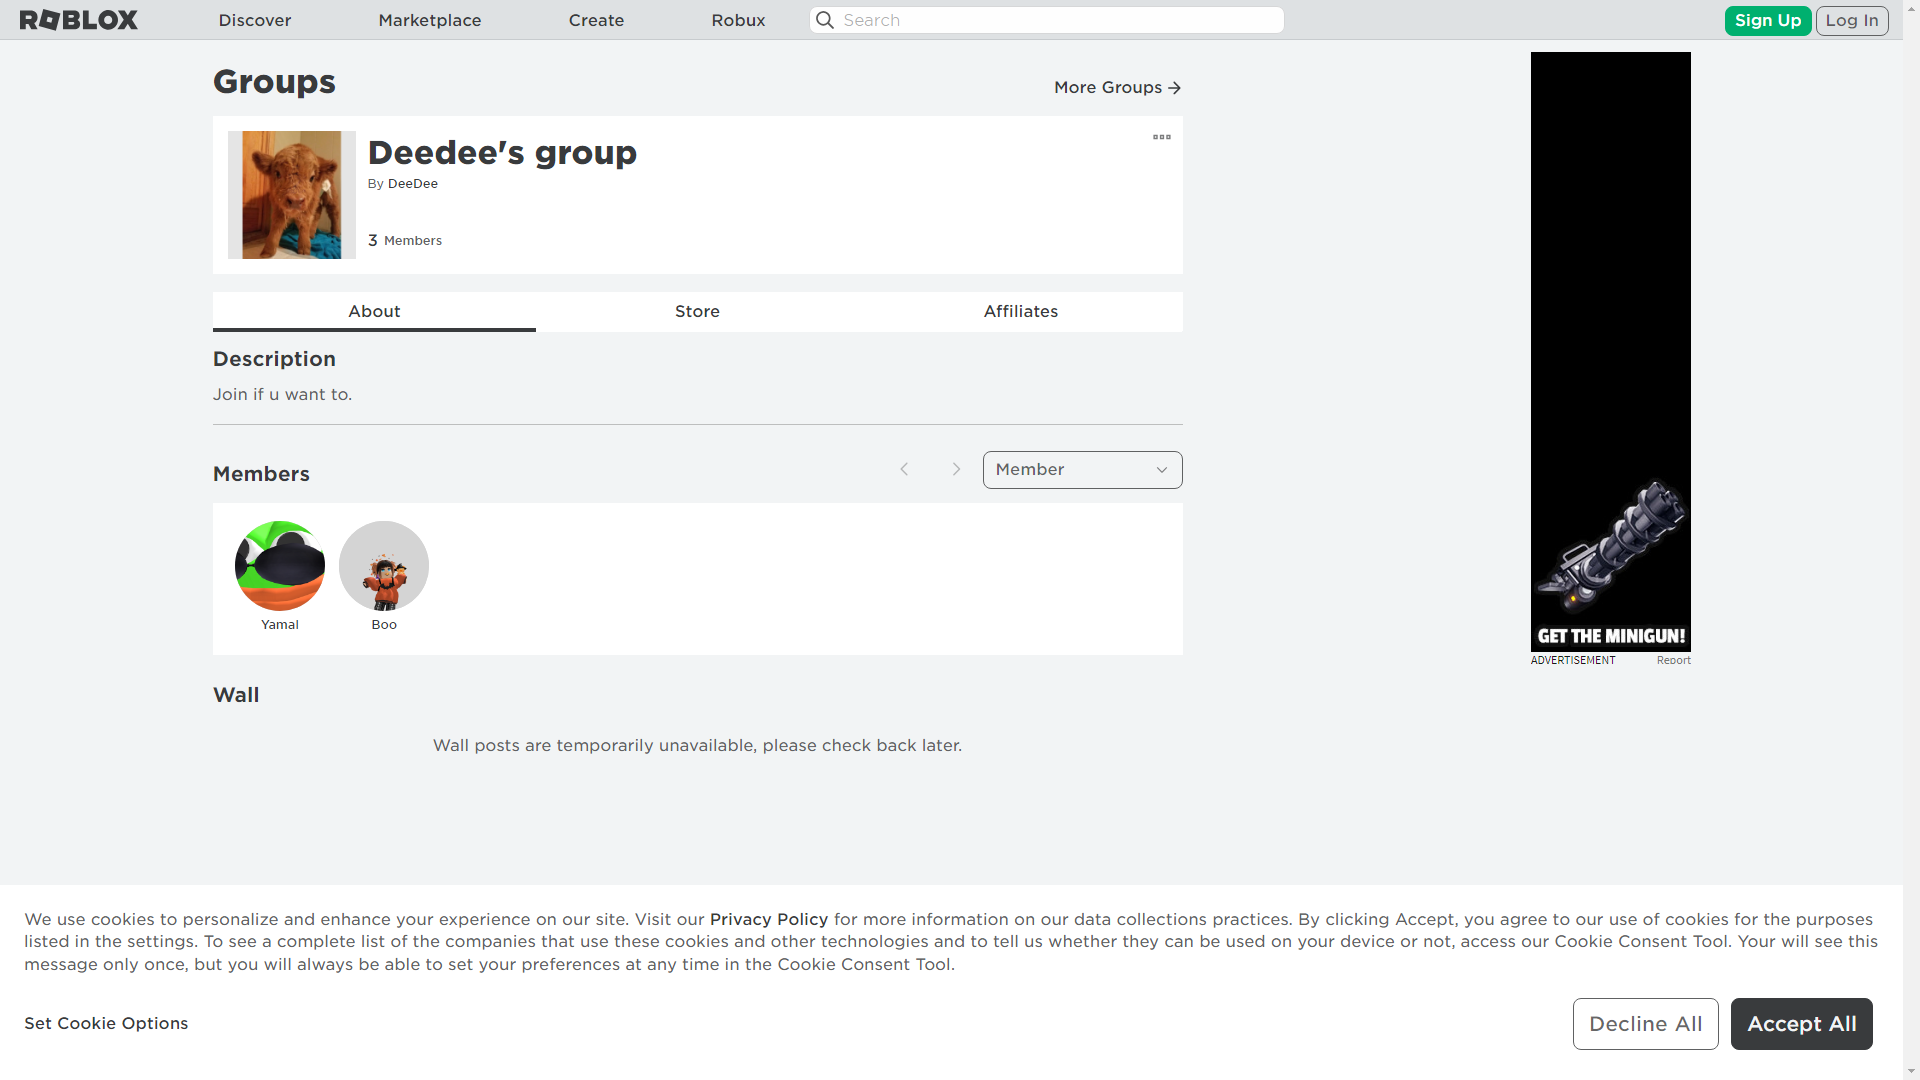 ROBLOX
Discover
Marketplace
Create
Robux
Search
Sign Up
Log In
Groups
More Groups
Deedee's group
By DeeDee
3 Members
About
Store
Affiliates
Description
Join if u want to.
Members
Member
Yamal
Boo
Wall
Wall posts are temporarily unavailable, please check back later.
GET THE MINIGUN!
ADVERTISEMENT
Report
We use cookies to personalize and enhance your experience on our site. Visit our Privacy Policy for more information on our data collections practices. By clicking Accept, you agree to our use of cookies for the purposes
listed in the settings. To see a complete list of the companies that use these cookies and other technologies and to tell us whether they can be used on your device or not, access our Cookie Consent Tool. Your will see this
message only once, but you will always be able to set your preferences at any time in the Cookie Consent Tool.
Set Cookie Options
Decline All
Accept All